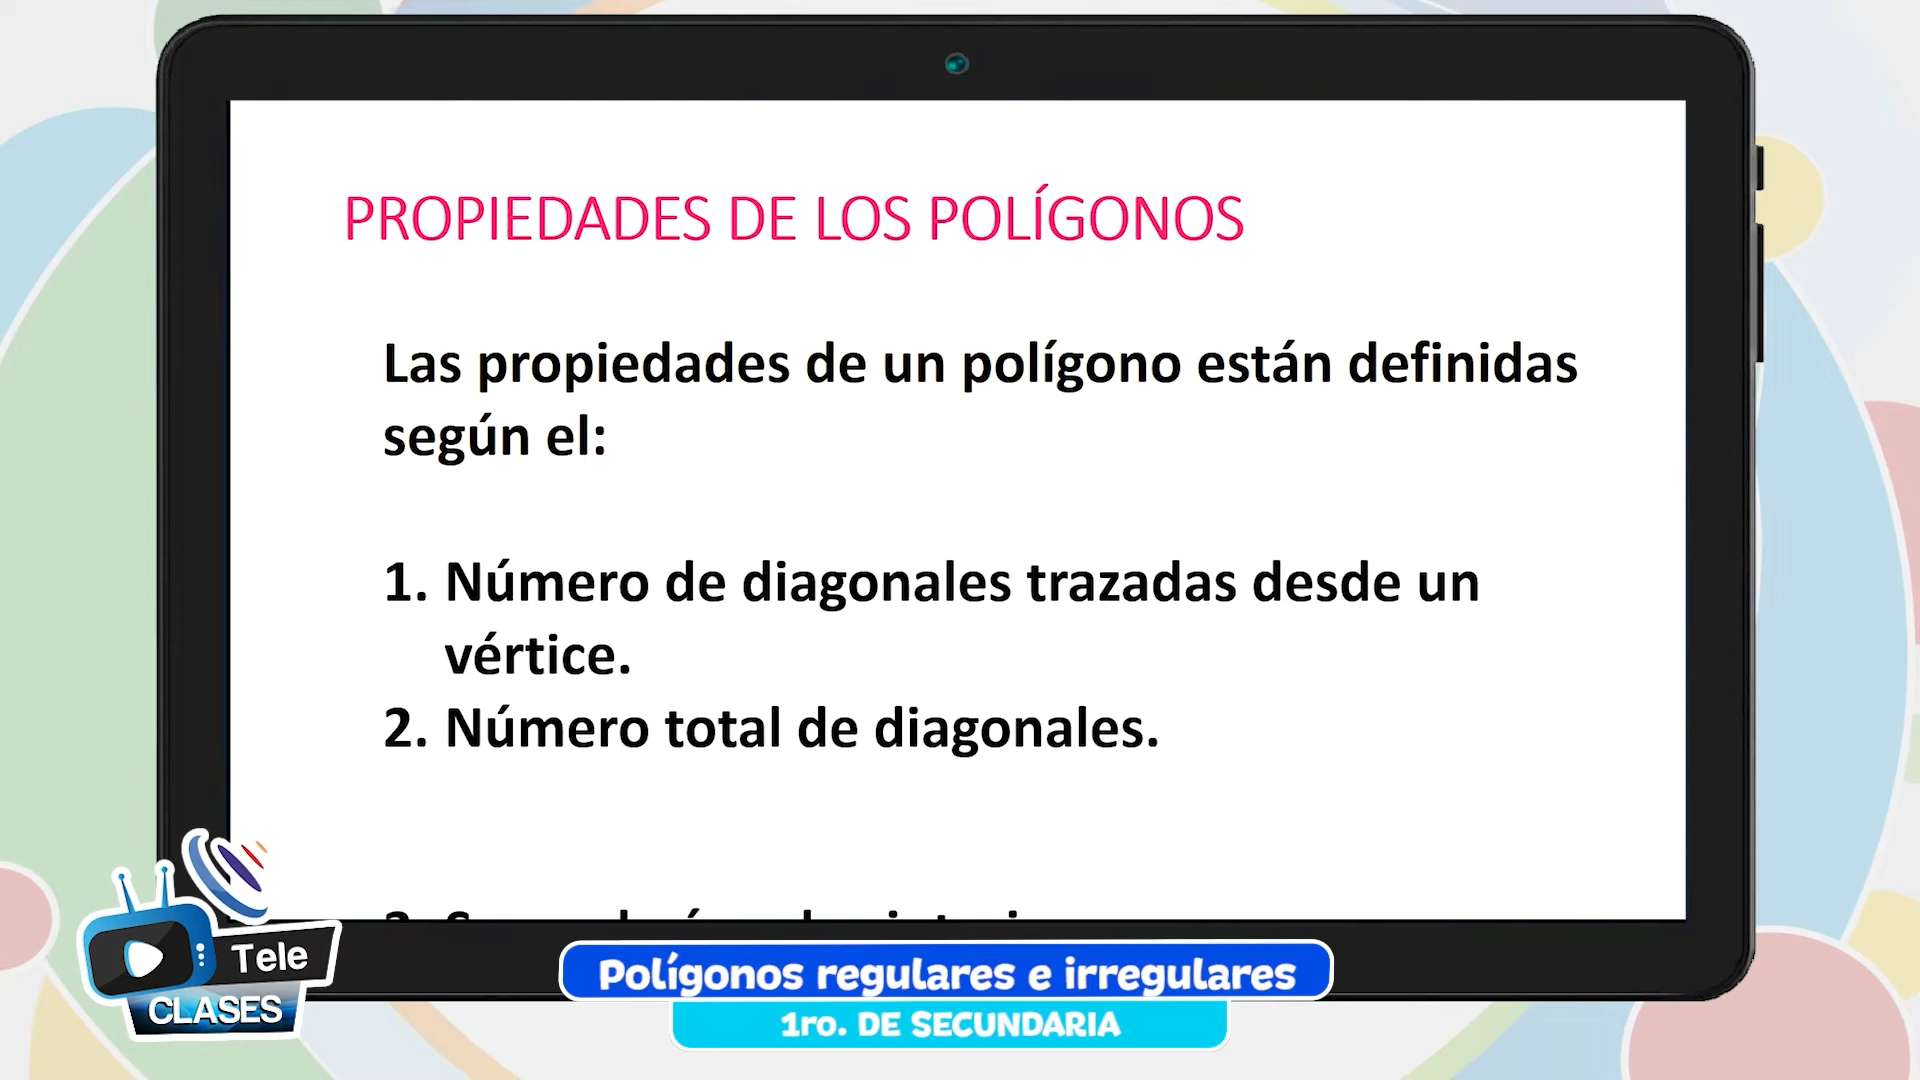 PROPIEDADES DE LOS POLÍGONOS
Las propiedades de un polígono están definidas
según el:
1. Número de diagonales trazadas desde un
vértice.
2. Número total de diagonales.
Tele
CLASES
Polígonos regulares e irregulares
1ro. DE SECUNDARIA